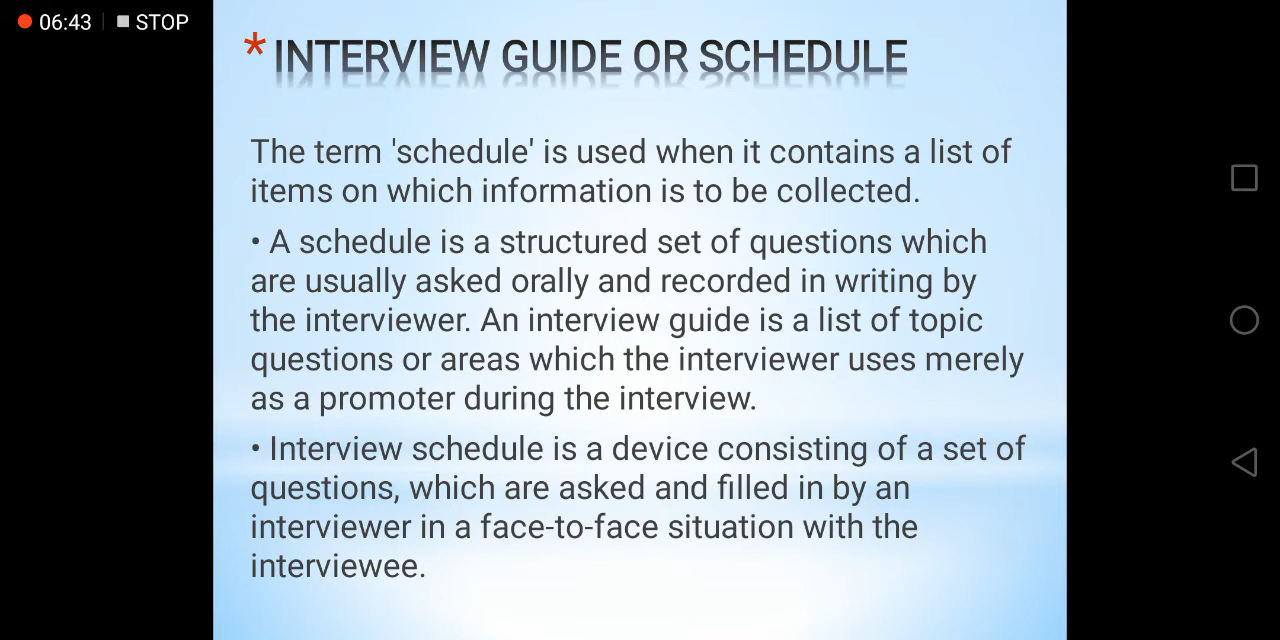 06:43 STOP
* INTERVIEW GUIDE OR SCHEDULE
The term 'schedule' is used when it contains a list of
items on which information is to be collected.
• A schedule is a structured set of questions which
are usually asked orally and recorded in writing by
the interviewer. An interview guide is a list of topic
questions or areas which the interviewer uses merely
as a promoter during the interview.
• Interview schedule is a device consisting of a set of
questions, which are asked and filled in by an
interviewer in a face-to-face situation with the
interviewee.